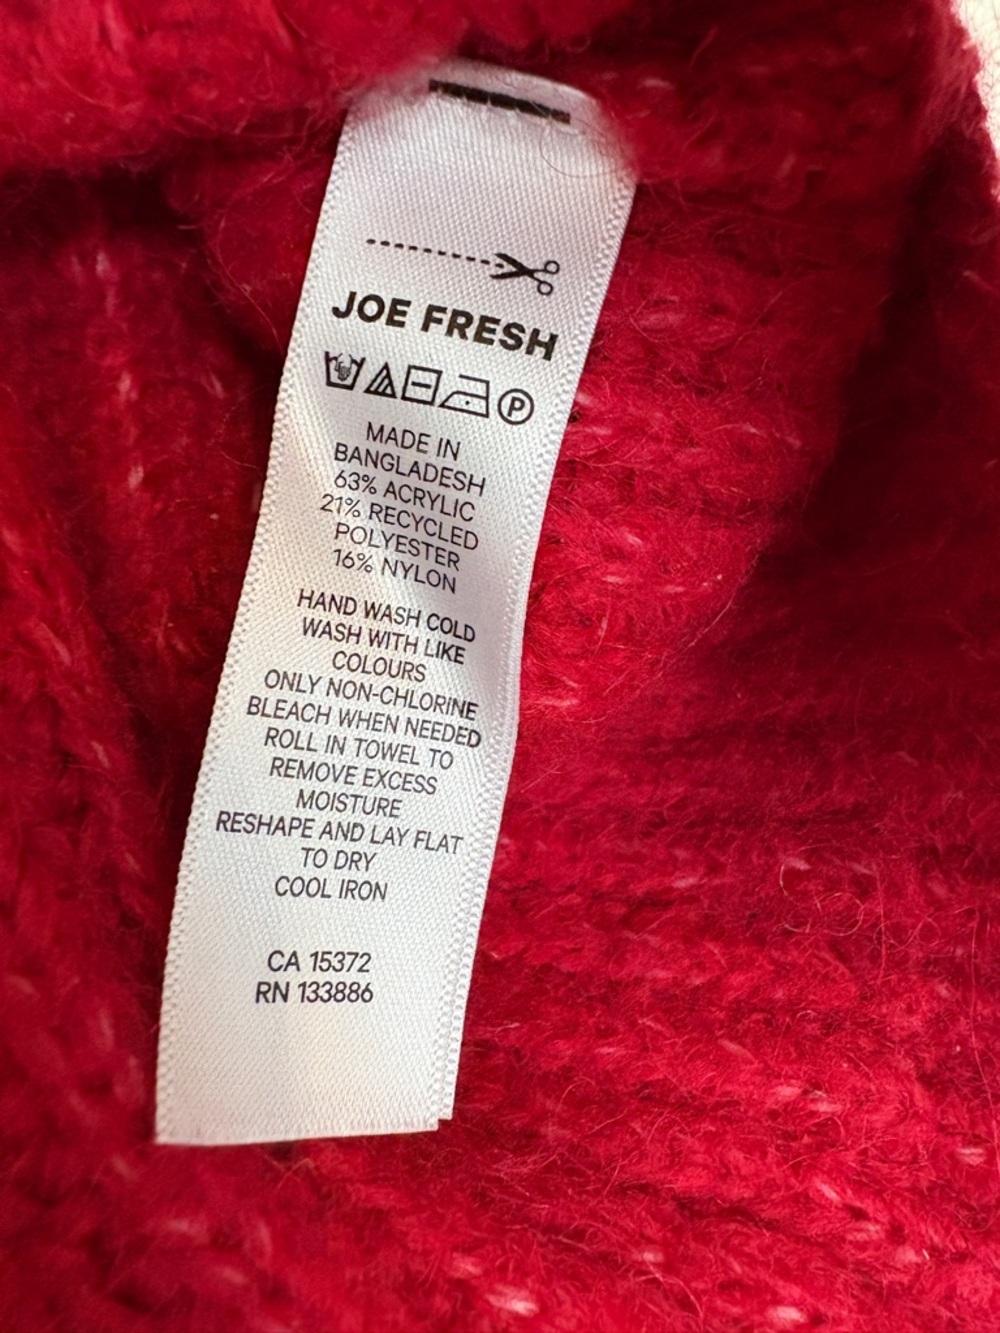 JOE FRESH
P
MADE IN
BANGLADESH
63% ACRYLIC
21% RECYCLED
POLYESTER
16% NYLON
HAND WASH COLD
WASH WITH LIKE
COLOURS
ONLY NON-CHLORINE
BLEACH WHEN NEEDED
ROLL IN TOWEL TO
REMOVE EXCESS
MOISTURE
RESHAPE AND LAY FLAT
TO DRY
COOL IRON
CA 15372
RN 133886